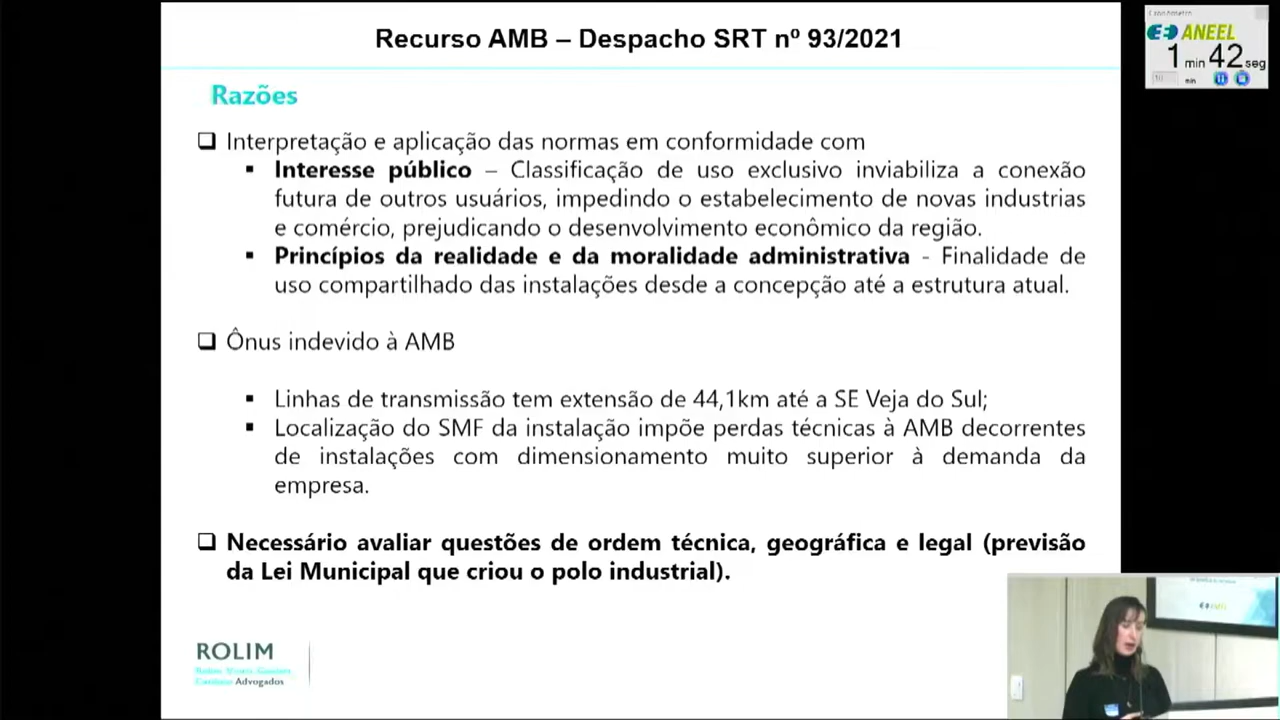 Recurso AMB – Despacho SRT nº 93/2021
Cronômetro
ANEEL
1 min 42 seg
10 min
Razões
Interpretação e aplicação das normas em conformidade com
Interesse público – Classificação de uso exclusivo inviabiliza a conexão
futura de outros usuários, impedindo o estabelecimento de novas industrias
e comércio, prejudicando o desenvolvimento econômico da região.
Princípios da realidade e da moralidade administrativa - Finalidade de
uso compartilhado das instalações desde a concepção até a estrutura atual.
Ônus indevido à AMB
Linhas de transmissão tem extensão de 44,1km até a SE Veja do Sul;
Localização do SMF da instalação impõe perdas técnicas à AMB decorrentes
de instalações com dimensionamento muito superior à demanda da
empresa.
Necessário avaliar questões de ordem técnica, geográfica e legal (previsão
da Lei Municipal que criou o polo industrial).
ROLIM
Advogados
ANEEL